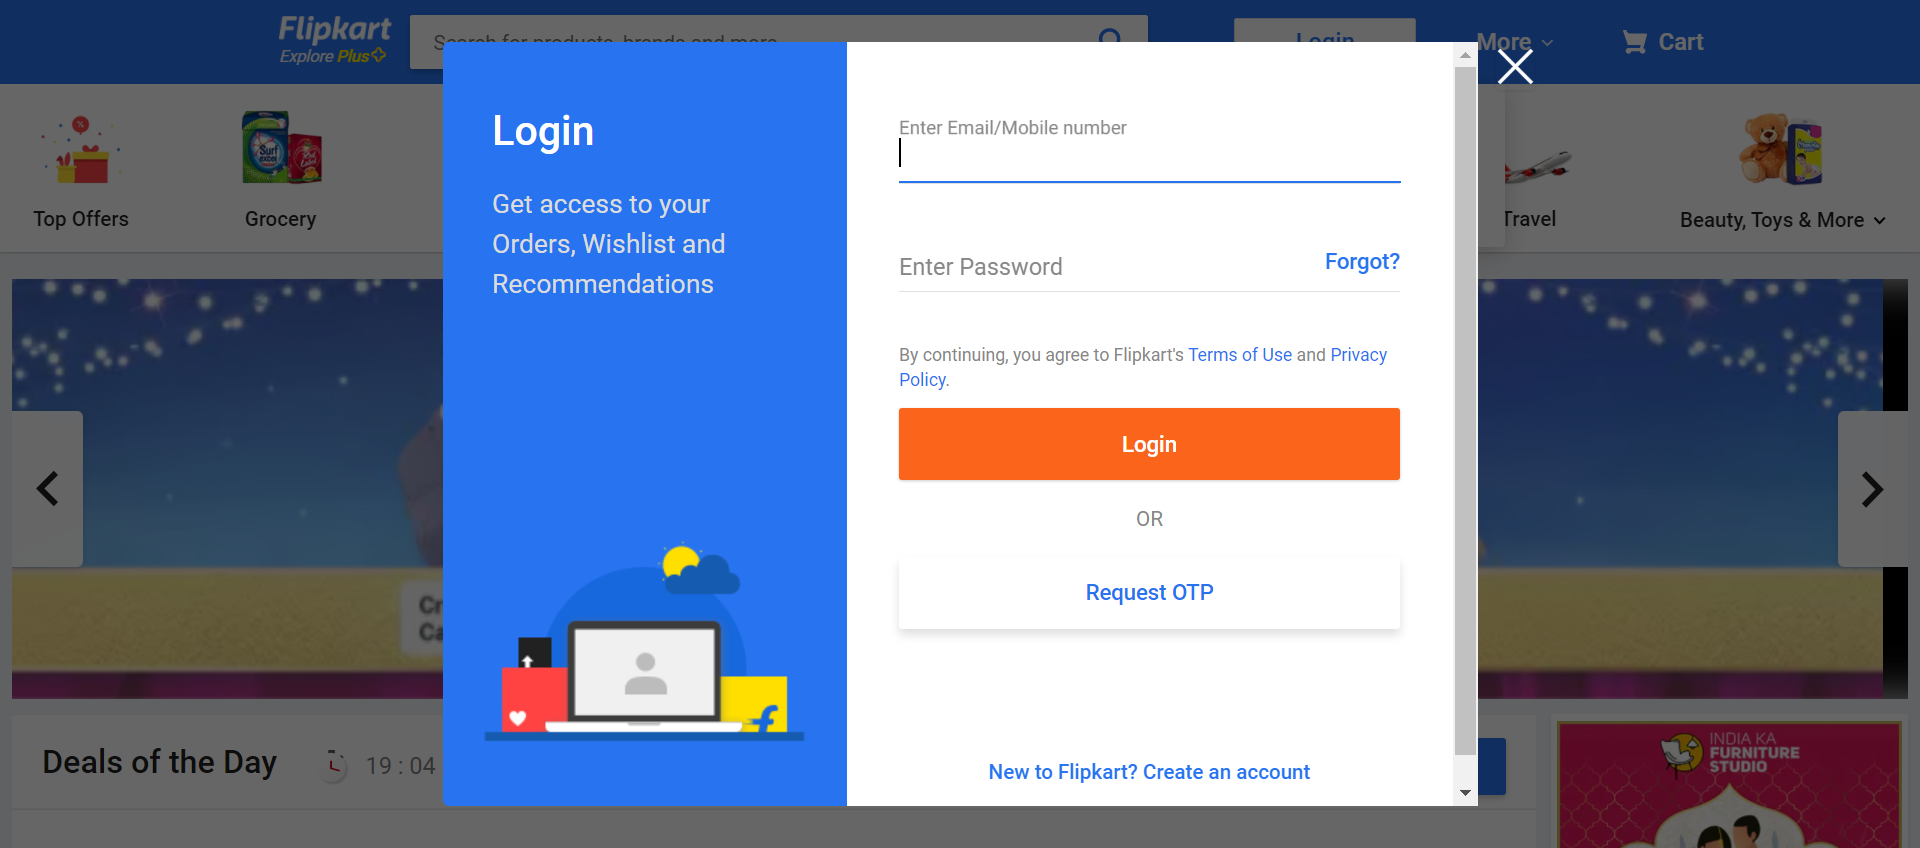 Flipkart
Explore Plus
Search for products, brands and more
Login
More
Cart
Top Offers
Grocery
Travel
Beauty, Toys & More
Login
Get access to your
Orders, Wishlist and
Recommendations
Enter Email/Mobile number
Enter Password
Forgot?
By continuing, you agree to Flipkart's Terms of Use and Privacy
Policy.
Login
OR
Request OTP
New to Flipkart? Create an account
Cr
Ca
Deals of the Day
19 : 04
INDIA KA
FURNITURE
STUDIO